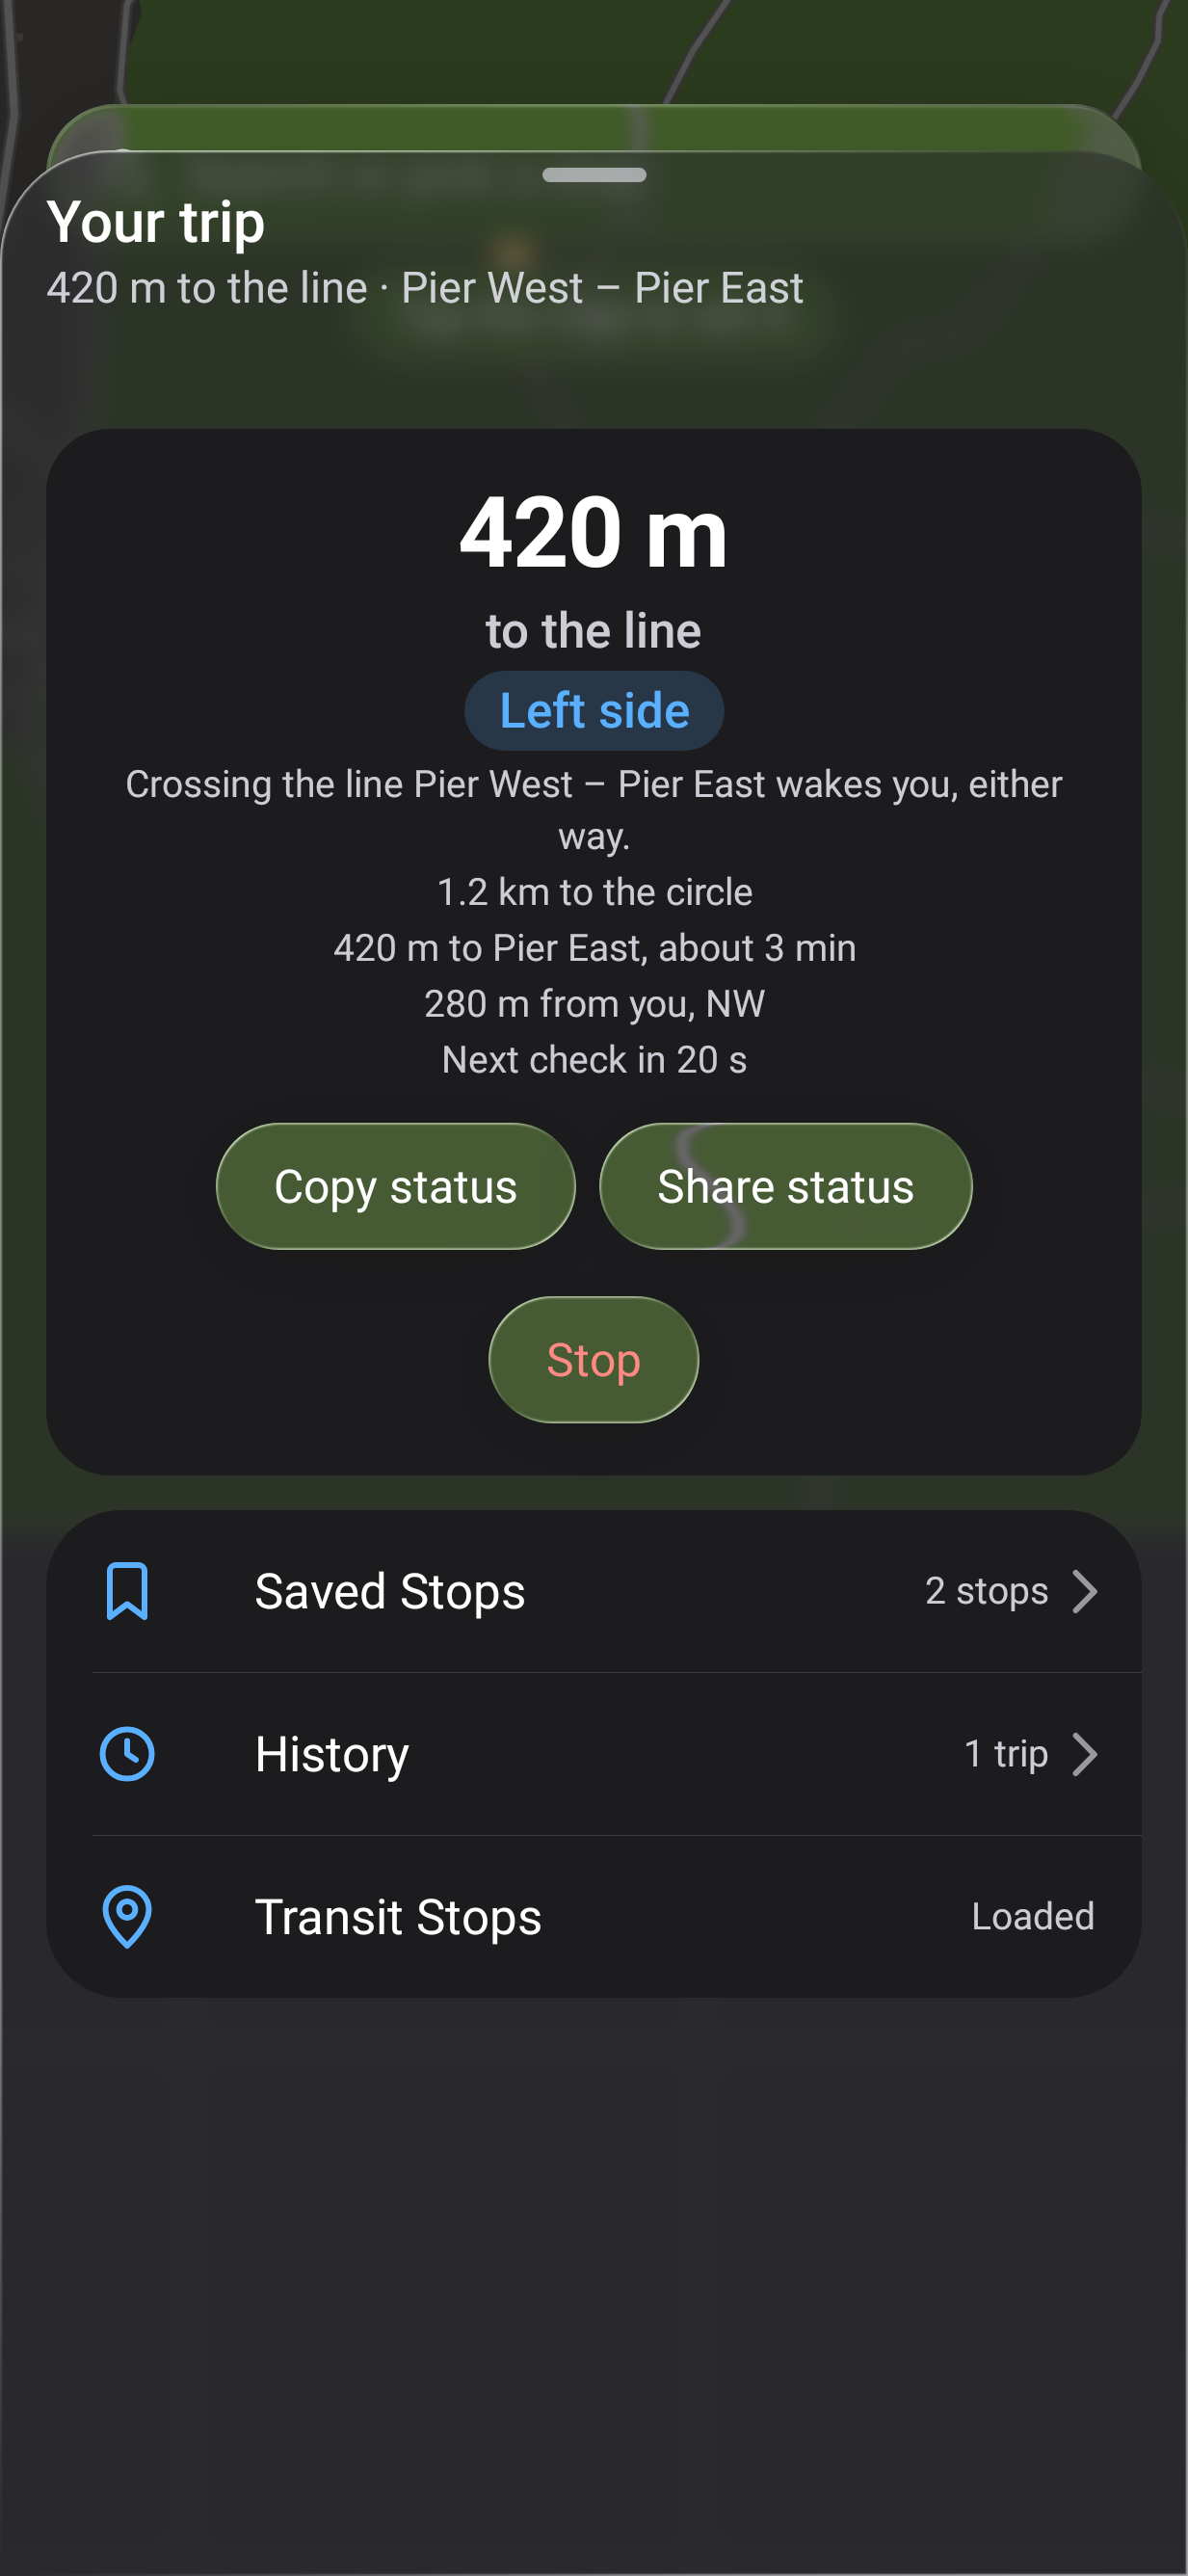 Your trip
420 m to the line · Pier West – Pier East
420 m
to the line
Left side
Crossing the line Pier West – Pier East wakes you, either
way.
1.2 km to the circle
420 m to Pier East, about 3 min
280 m from you, NW
Next check in 20 s
Copy status
Share status
Stop
Saved Stops
2 stops
History
1 trip
Transit Stops
Loaded